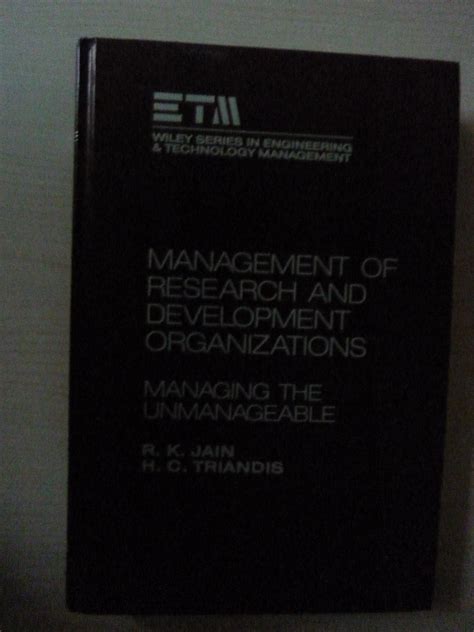 ETM
WILEY SERIES IN ENGINEERING
& TECHNOLOGY MANAGEMENT
MANAGEMENT OF
RESEARCH AND
DEVELOPMENT
ORGANIZATIONS
MANAGING THE
UNMANAGEABLE
R. K. JAIN
H. C. TRIANDIS